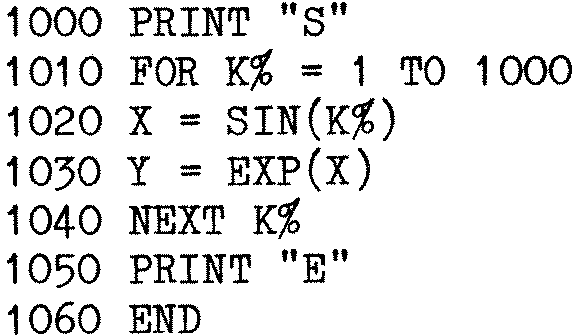 1000 PRINT "S"
1010 FOR K% = 1 TO 1000
1020 X = SIN(K%)
1030 Y = EXP(X)
1040 NEXT K%
1050 PRINT "E"
1060 END